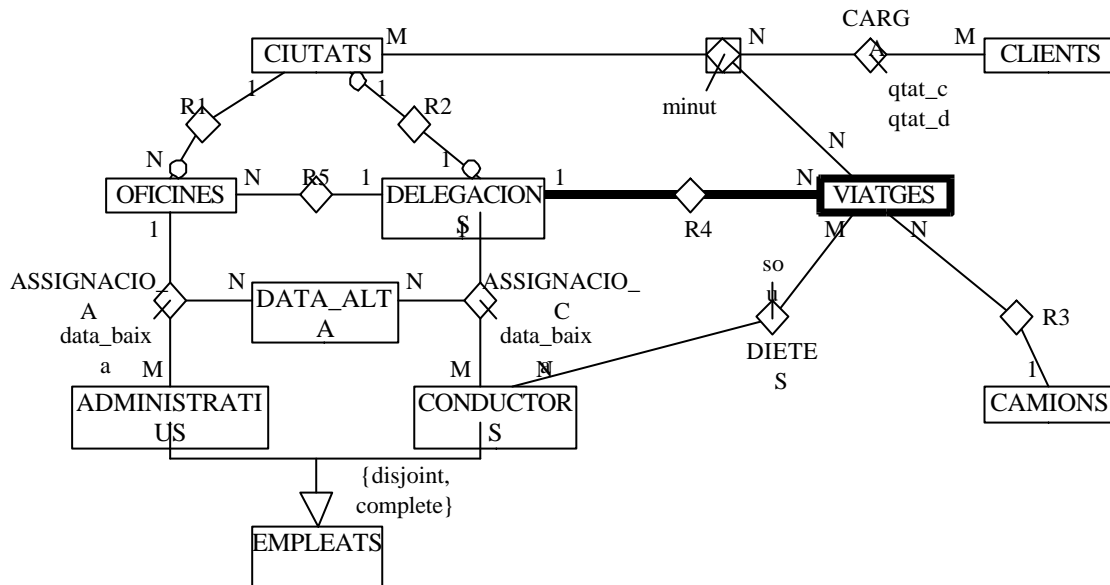 CARG
A
M
N
M
CIUTATS
CLIENTS
1
1
minut
qtat_c
qtat_d
R1
R2
N
1
N
OFICINES
N
R5
1
DELEGACION
S
1
N
VIATGES
1
1
R4
M
N
ASSIGNACIO_
A
N
DATA_ALT
A
N
ASSIGNACIO_
C
so
u
R3
data_baix
a
data_baix
a
DIETE
S
M
M
N
1
ADMINISTRATI
US
CONDUCTOR
S
CAMIONS
{disjoint,
complete}
EMPLEATS